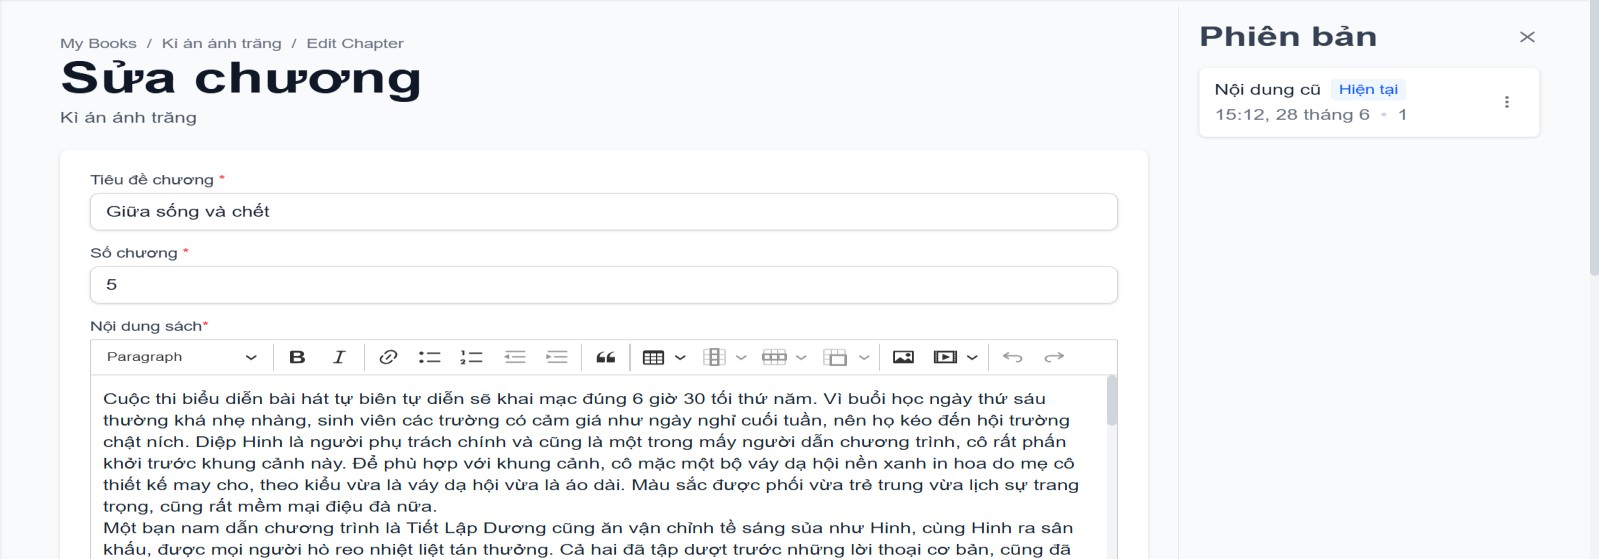 My Books / Kì án ánh trăng / Edit Chapter
Sửa chương
Kì án ánh trăng
Tiêu đề chương *
Giữa sống và chết
Số chương *
5
Nội dung sách*
Paragraph
Cuộc thi biểu diễn bài hát tự biên tự diễn sẽ khai mạc đúng 6 giờ 30 tối thứ năm. Vì buổi học ngày thứ sáu
thường khá nhẹ nhàng, sinh viên các trường có cảm giá như ngày nghỉ cuối tuần, nên họ kéo đến hội trường
chật ních. Diệp Hinh là người phụ trách chính và cũng là một trong mấy người dẫn chương trình, cô rất phấn
khởi trước khung cảnh này. Để phù hợp với khung cảnh, cô mặc một bộ váy dạ hội nền xanh in hoa do mẹ cô
thiết kế may cho, theo kiểu vừa là váy dạ hội vừa là áo dài. Màu sắc được phối vừa trẻ trung vừa lịch sự trang
trọng, cũng rất mềm mại điệu đà nữa.
Một bạn nam dẫn chương trình là Tiết Lập Dương cũng ăn vận chỉnh tề sáng sủa như Hinh, cùng Hinh ra sân
khấu, được mọi người hò reo nhiệt liệt tán thưởng. Cả hai đã tập dượt trước những lời thoại cơ bản, cũng đã
Phiên bản
Nội dung cũ Hiện tại
15:12, 28 tháng 6 • 1